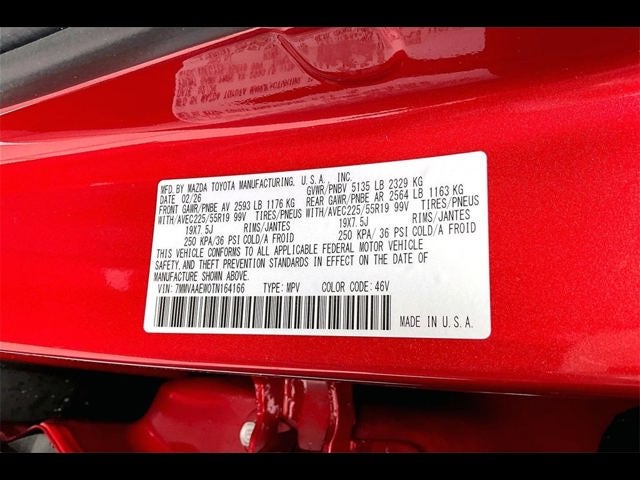 MFD. BY MAZDA TOYOTA MANUFACTURING, U.S.A., INC.
DATE 02/26 GVWR/PNBV 5135 LB 2329 KG
FRONT GAWR/PNBE AV 2593 LB 1176 KG REAR GAWR/PNBE AR 2564 LB 1163 KG
WITH/AVEC225/55R19 99V TIRES/PNEUS WITH/AVEC225/55R19 99V TIRES/PNEUS
19X7.5J RIMS/JANTES 19X7.5J RIMS/JANTES
250 KPA/ 36 PSI COLD/A FROID 250 KPA/ 36 PSI COLD/A FROID
THIS VEHICLE CONFORMS TO ALL APPLICABLE FEDERAL MOTOR VEHICLE
SAFETY, AND THEFT PREVENTION STANDARDS IN EFFECT ON THE DATE OF
MANUFACTURE SHOWN ABOVE.
VIN: 7MMVAAEW0TN164166 TYPE: MPV COLOR CODE: 46V
MADE IN U.S.A.